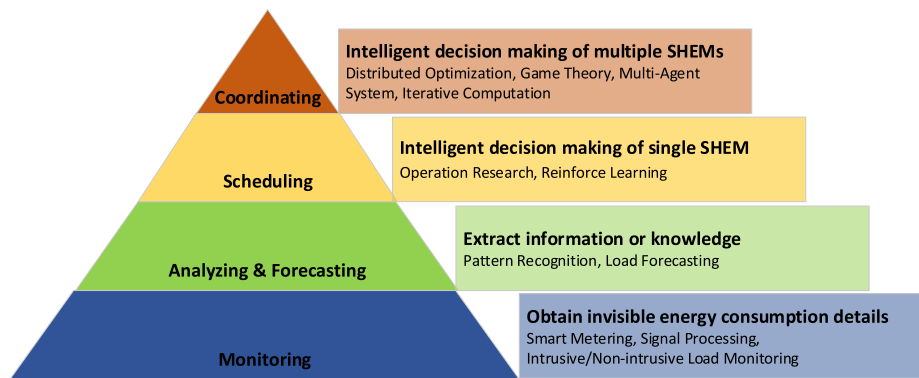 Coordinating
Intelligent decision making of multiple SHEMs
Distributed Optimization, Game Theory, Multi-Agent
System, Iterative Computation
Scheduling
Intelligent decision making of single SHEM
Operation Research, Reinforce Learning
Analyzing & Forecasting
Extract information or knowledge
Pattern Recognition, Load Forecasting
Monitoring
Obtain invisible energy consumption details
Smart Metering, Signal Processing,
Intrusive/Non-intrusive Load Monitoring